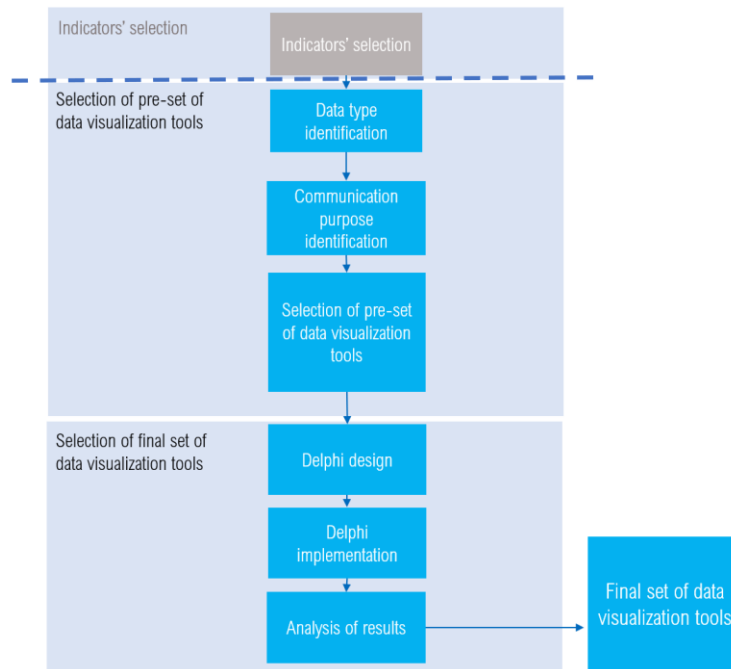 Indicators' selection
Indicators' selection
Selection of pre-set of
data visualization tools
Data type
identification
Communication
purpose
identification
Selection of pre-set
of data visualization
tools
Selection of final set of
data visualization tools
Delphi design
Delphi
implementation
Analysis of results
Final set of data
visualization tools